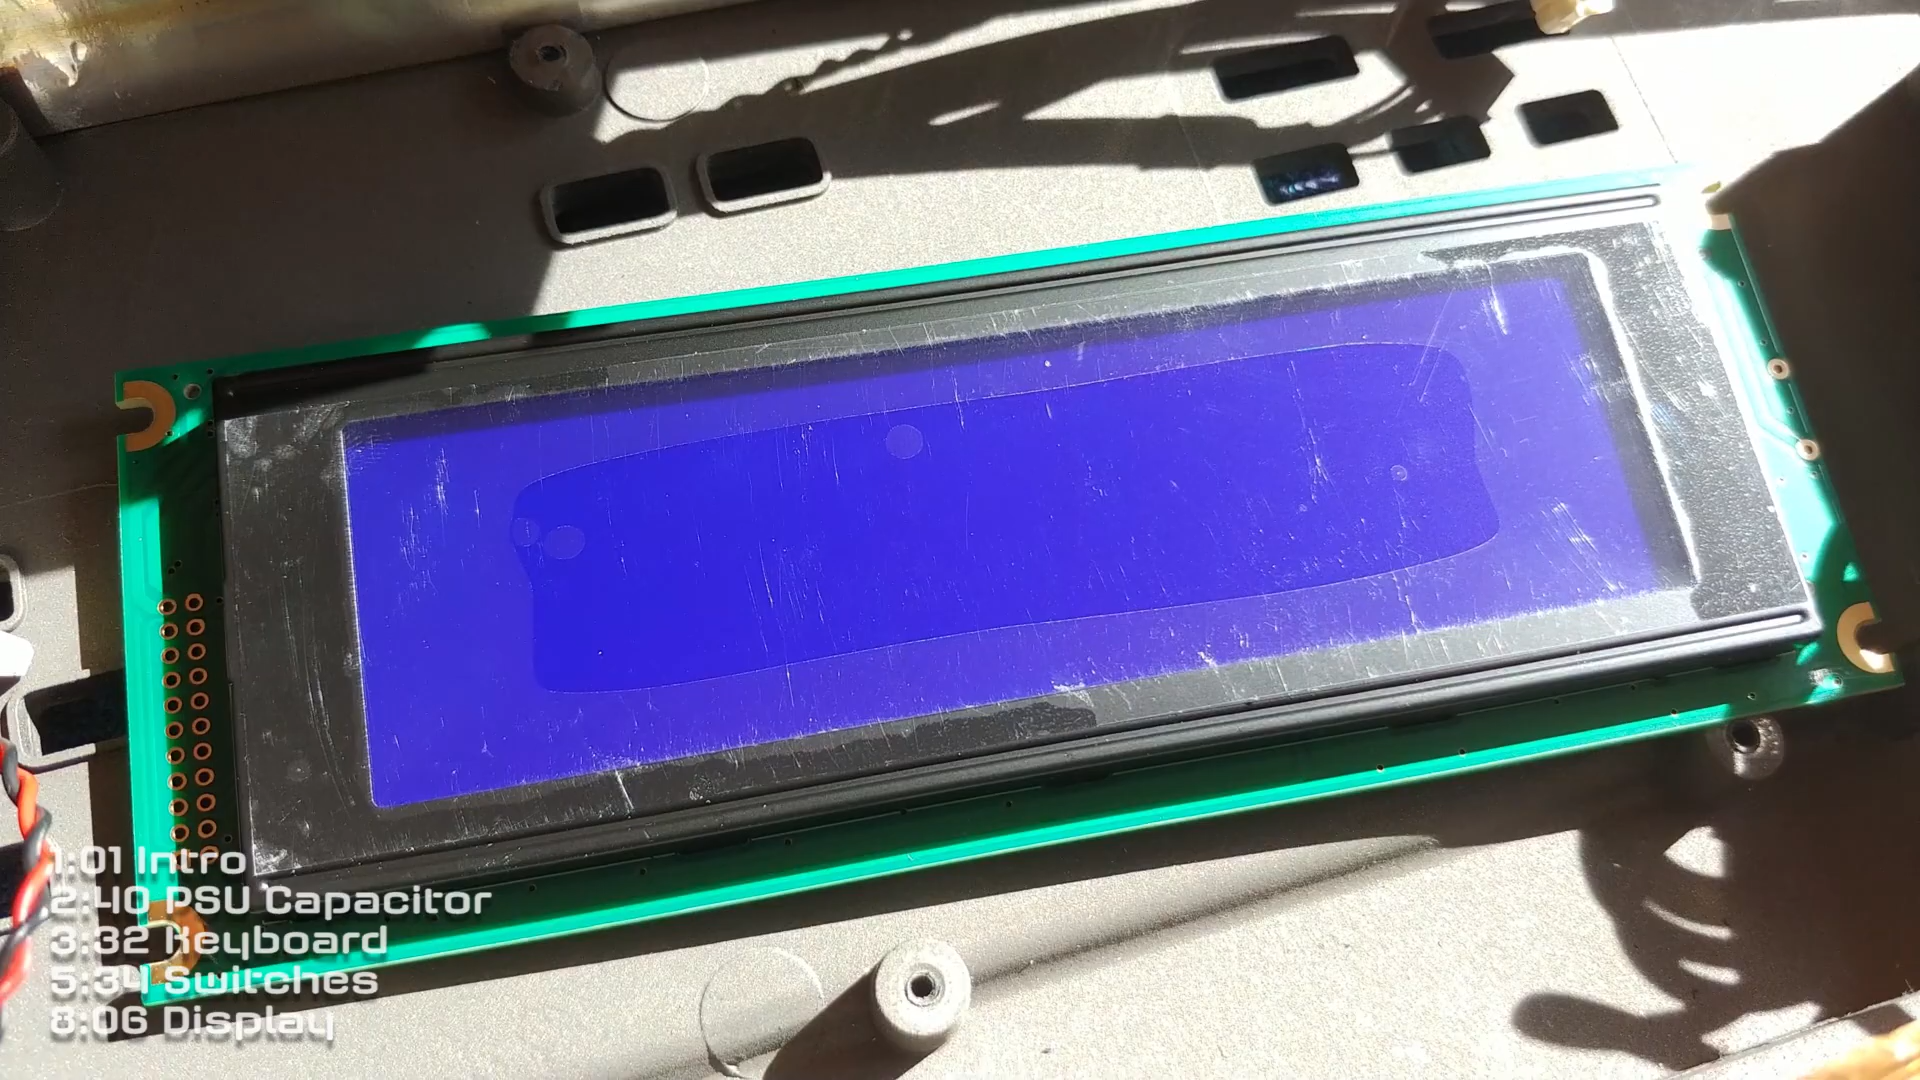 1:01 Intro
2:40 PSU Capacitor
3:32 Keyboard
5:34 Switches
8:06 Display